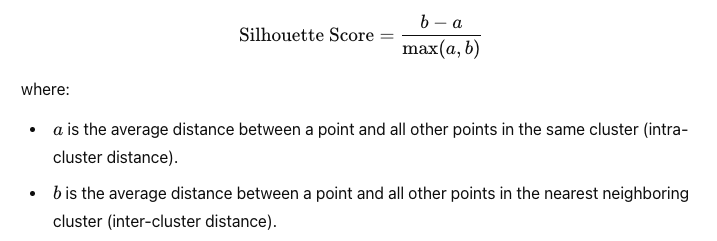 Silhouette Score = \frac{b - a}{\max(a, b)}
where:
• a is the average distance between a point and all other points in the same cluster (intra-
cluster distance).
• b is the average distance between a point and all other points in the nearest neighboring
cluster (inter-cluster distance).